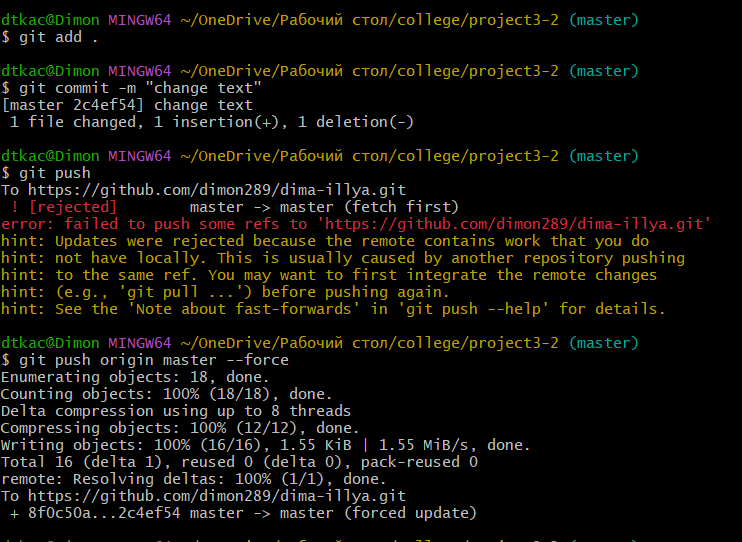 dtkac@Dimon MINGW64 ~/OneDrive/Рабочий стол/college/project3-2 (master)
$ git add .
dtkac@Dimon MINGW64 ~/OneDrive/Рабочий стол/college/project3-2 (master)
$ git commit -m "change text"
[master 2c4ef54] change text
1 file changed, 1 insertion(+), 1 deletion(-)
dtkac@Dimon MINGW64 ~/OneDrive/Рабочий стол/college/project3-2 (master)
$ git push
To https://github.com/dimon289/dima-illya.git
! [rejected] master -> master (fetch first)
error: failed to push some refs to 'https://github.com/dimon289/dima-illya.git'
hint: Updates were rejected because the remote contains work that you do
hint: not have locally. This is usually caused by another repository pushing
hint: to the same ref. You may want to first integrate the remote changes
hint: (e.g., 'git pull ...') before pushing again.
hint: See the 'Note about fast-forwards' in 'git push --help' for details.
dtkac@Dimon MINGW64 ~/OneDrive/Рабочий стол/college/project3-2 (master)
$ git push origin master --force
Enumerating objects: 18, done.
Counting objects: 100% (18/18), done.
Delta compression using up to 8 threads
Compressing objects: 100% (12/12), done.
Writing objects: 100% (16/16), 1.55 KiB | 1.55 MiB/s, done.
Total 16 (delta 1), reused 0 (delta 0), pack-reused 0
remote: Resolving deltas: 100% (1/1), done.
To https://github.com/dimon289/dima-illya.git
+ 8f0c50a...2c4ef54 master -> master (forced update)